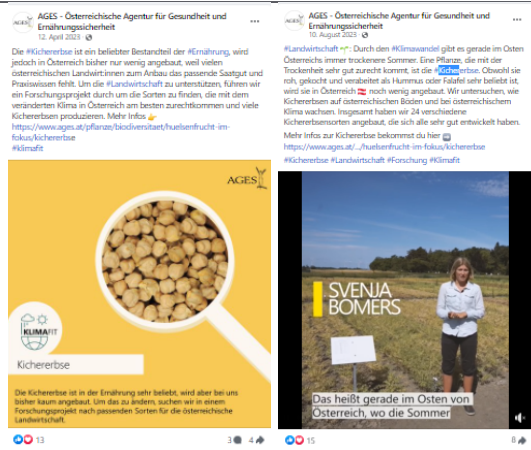 AGES - Österreichische Agentur für Gesundheit und
Ernährungssicherheit
12. April 2023 ·
Die #Kichererbse ist ein beliebter Bestandteil der #Ernährung, wird
jedoch in Österreich bisher nur wenig angebaut, weil vielen
österreichischen Landwirt:innen zum Anbau das passende Saatgut und
Praxiswissen fehlt. Um die #Landwirtschaft zu unterstützen, führen wir
ein Forschungsprojekt durch um die Sorten zu finden, die mit dem
veränderten Klima in Österreich am besten zurechtkommen und viele
Kichererbsen produzieren. Mehr Infos 👉
https://www.ages.at/pflanze/biodiversitaet/huelsenfrucht-im-
fokus/kichererbse
#klimafit
AGES
KLIMAFIT
Kichererbse
Die Kichererbse ist in der Ernährung sehr beliebt, wird aber bei uns
bisher kaum angebaut. Um das zu ändern, suchen wir in einem
Forschungsprojekt nach passenden Sorten für die österreichische
Landwirtschaft.
13
3
4
AGES - Österreichische Agentur für Gesundheit und
Ernährungssicherheit
10. August 2023 ·
#Landwirtschaft 🌱: Durch den #Klimawandel gibt es gerade im Osten
Österreichs immer trockenere Sommer. Eine Pflanze, die mit der
Trockenheit sehr gut zurecht kommt, ist die #Kichererbse. Obwohl sie
roh, gekocht und verabeitet als Hummus oder Falafel sehr beliebt ist,
wird sie in Österreich 🇦🇹 noch wenig angebaut. Wir untersuchen, wie
Kichererbsen auf österreichischen Böden und bei österreichischem
Klima wachsen. Insgesamt haben wir 24 verschiedene
Kichererbsensorten angebaut, die sich alle sehr gut entwickelt haben.
Mehr Infos zur Kichererbse bekommst du hier ➡️
https://www.ages.at/.../huelsenfrucht-im-fokus/kichererbse
#Kichererbse #Landwirtschaft #Forschung #Klimafit
SVENJA
BOMERS
Das heißt gerade im Osten von
Österreich, wo die Sommer
15
8